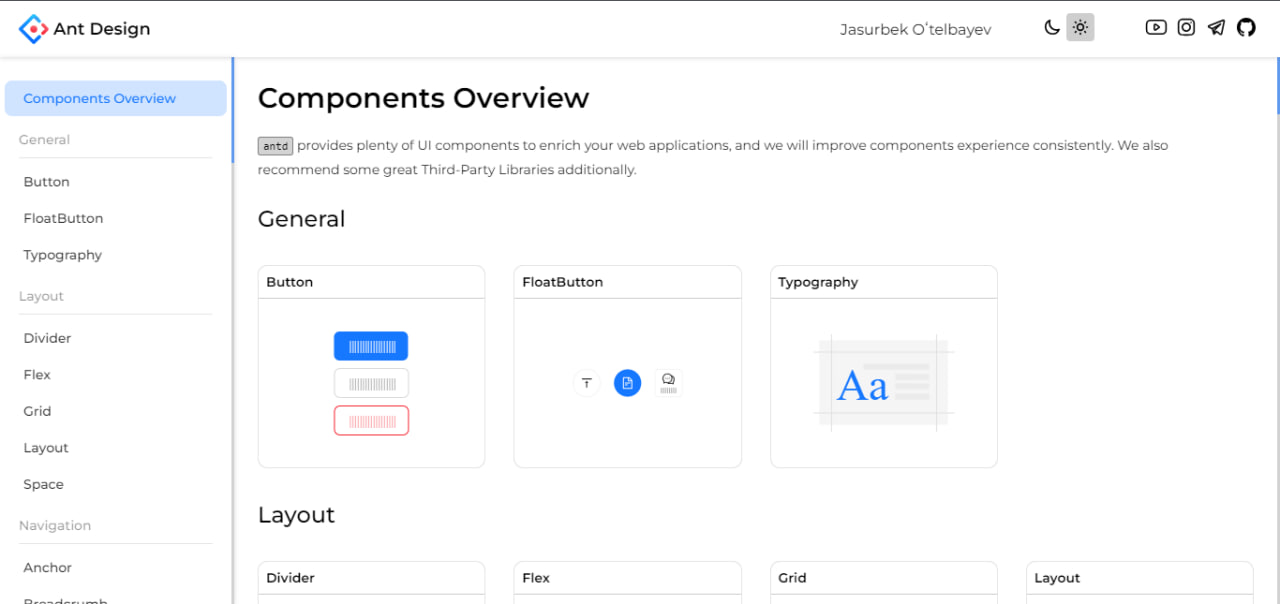 Ant Design
Jasurbek Oʻtelbayev
Components Overview
General
Button
FloatButton
Typography
Layout
Divider
Flex
Grid
Layout
Space
Navigation
Anchor
Breadcrumb
Components Overview
antd provides plenty of UI components to enrich your web applications, and we will improve components experience consistently. We also
recommend some great Third-Party Libraries additionally.
General
Button
FloatButton
Typography
Aa
Layout
Divider
Flex
Grid
Layout